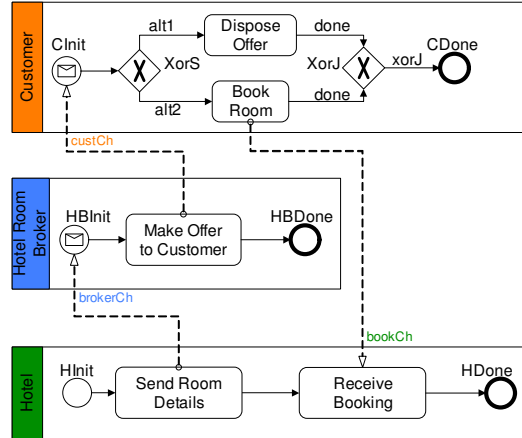 Customer
CInit
alt1
Dispose
Offer
done
XorS
XorJ
xorJ
CDone
alt2
Book
Room
done
custCh
Hotel Room
Broker
HBInit
Make Offer
to Customer
HBDone
brokerCh
bookCh
Hotel
HInit
Send Room
Details
Receive
Booking
HDone